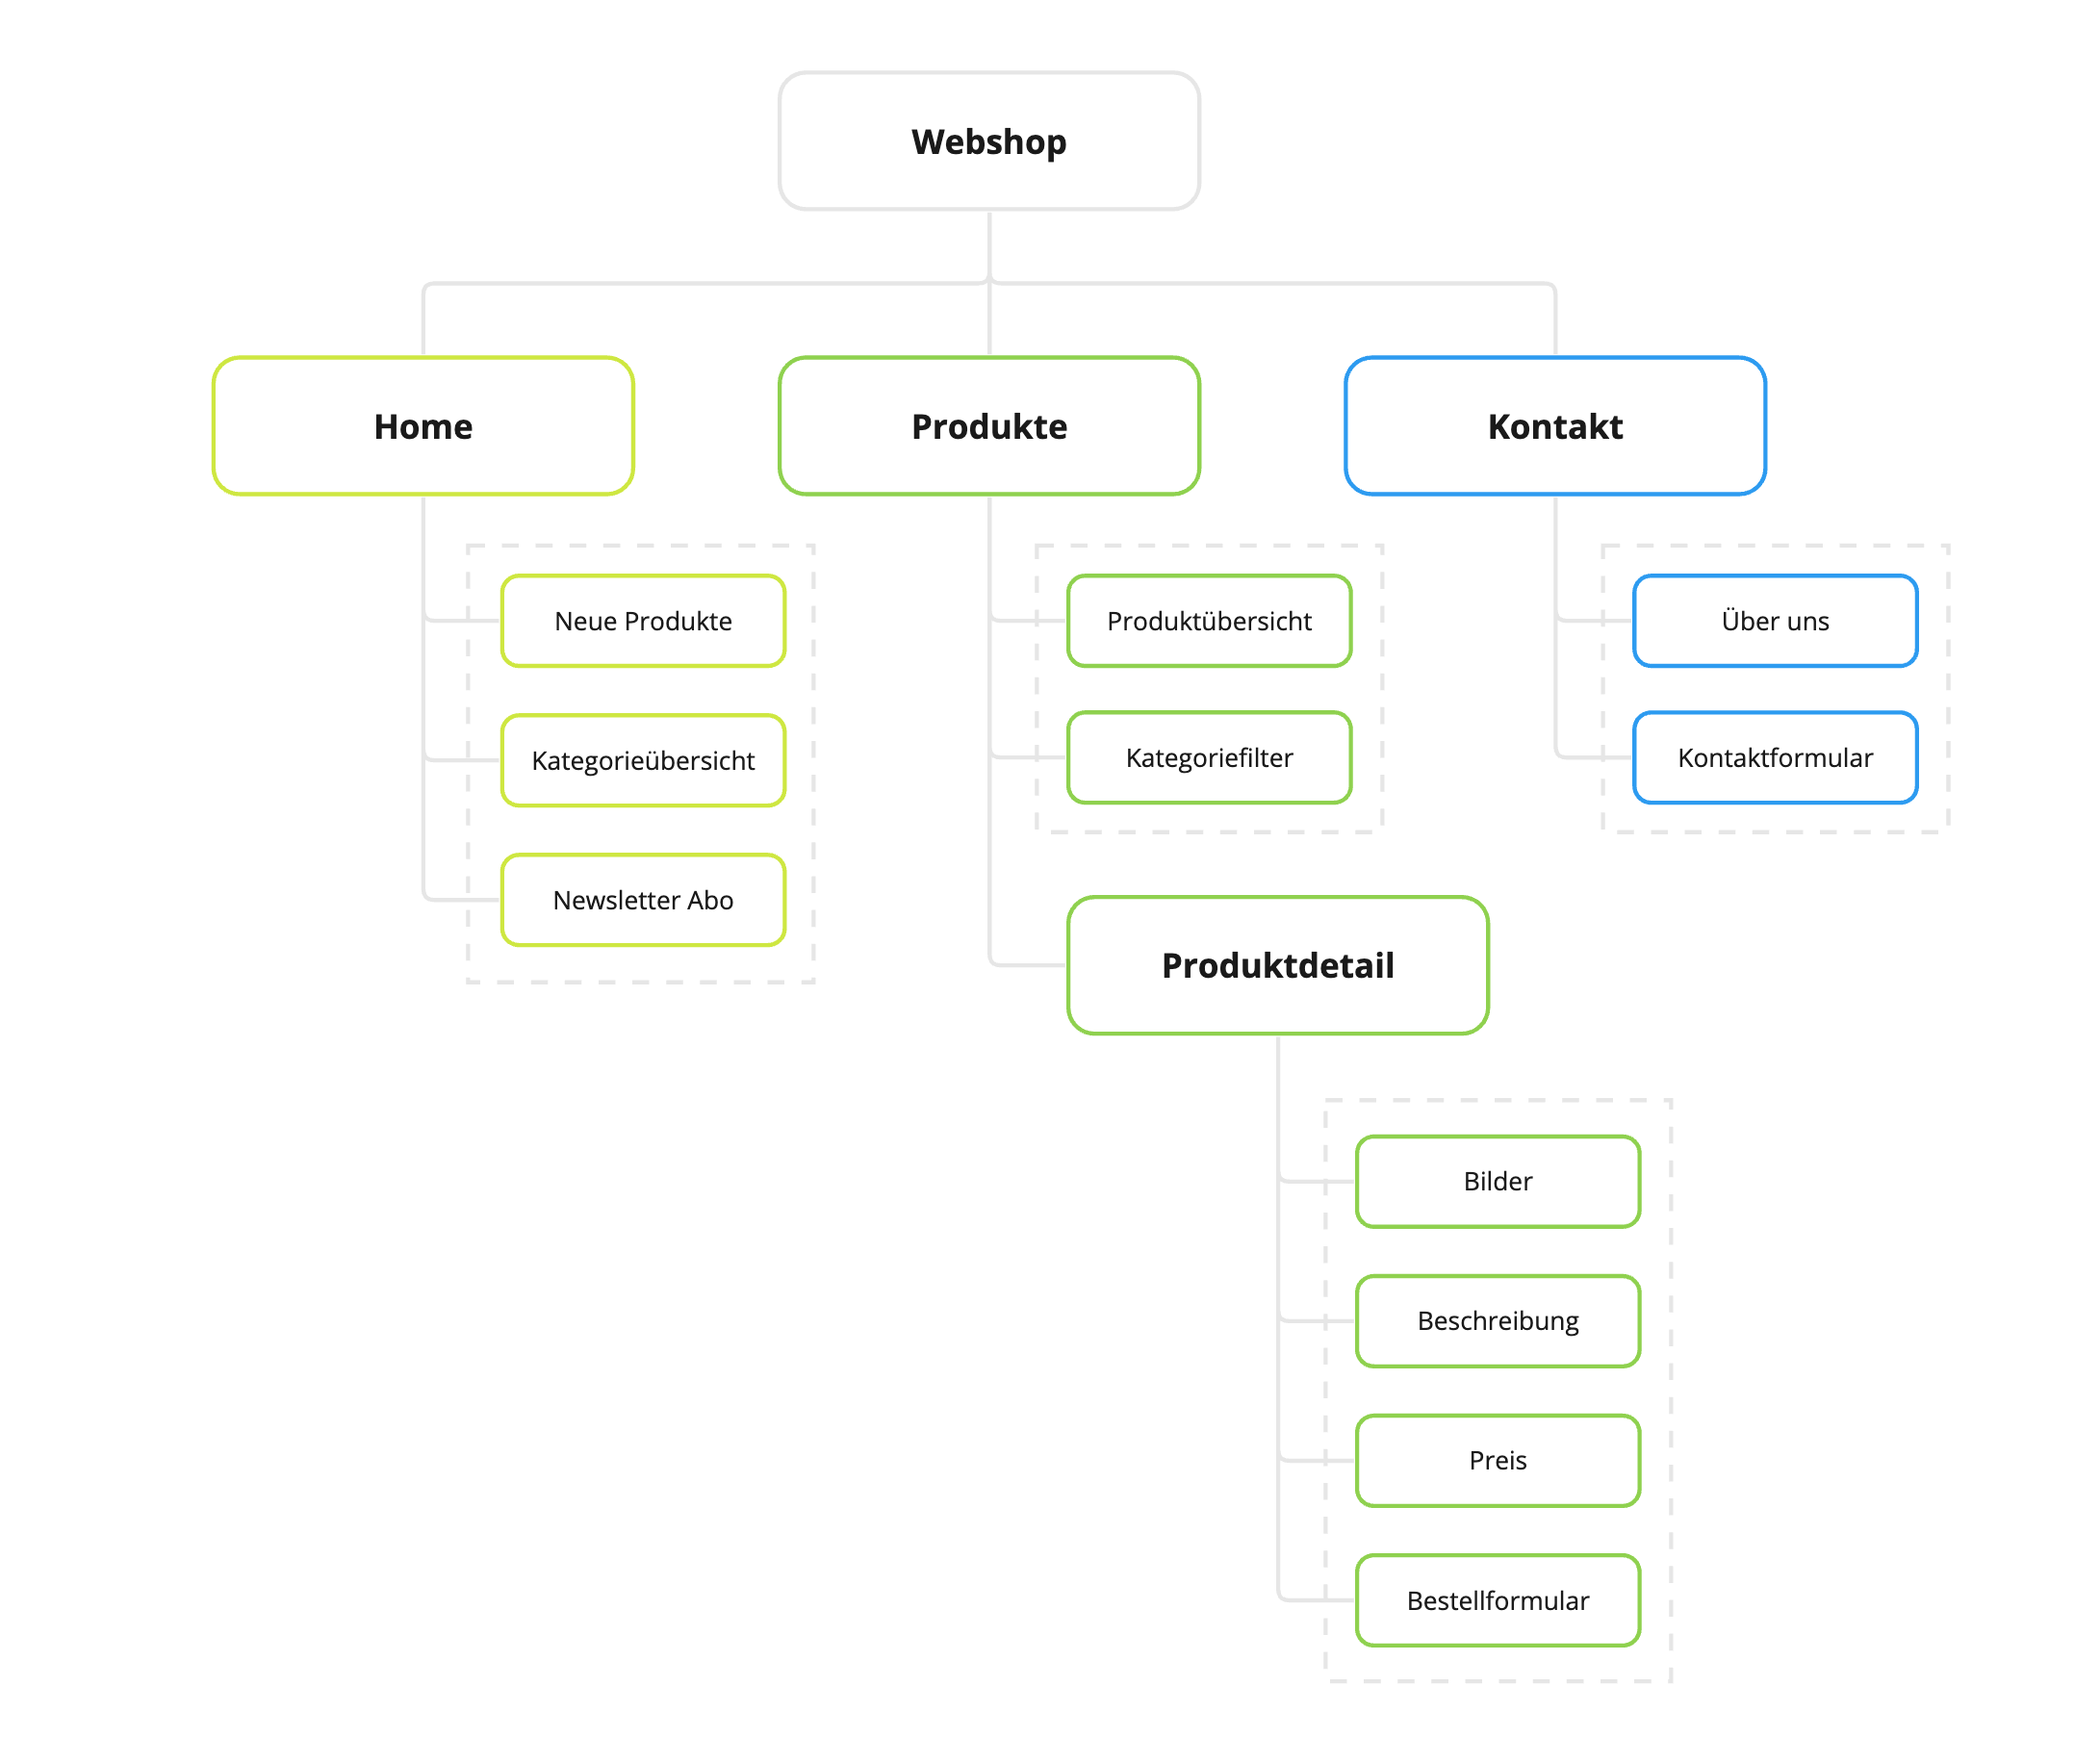 Webshop
Home
Produkte
Kontakt
Neue Produkte
Kategorieübersicht
Newsletter Abo
Produktübersicht
Kategoriefilter
Produktdetail
Bilder
Beschreibung
Preis
Bestellformular
Über uns
Kontaktformular